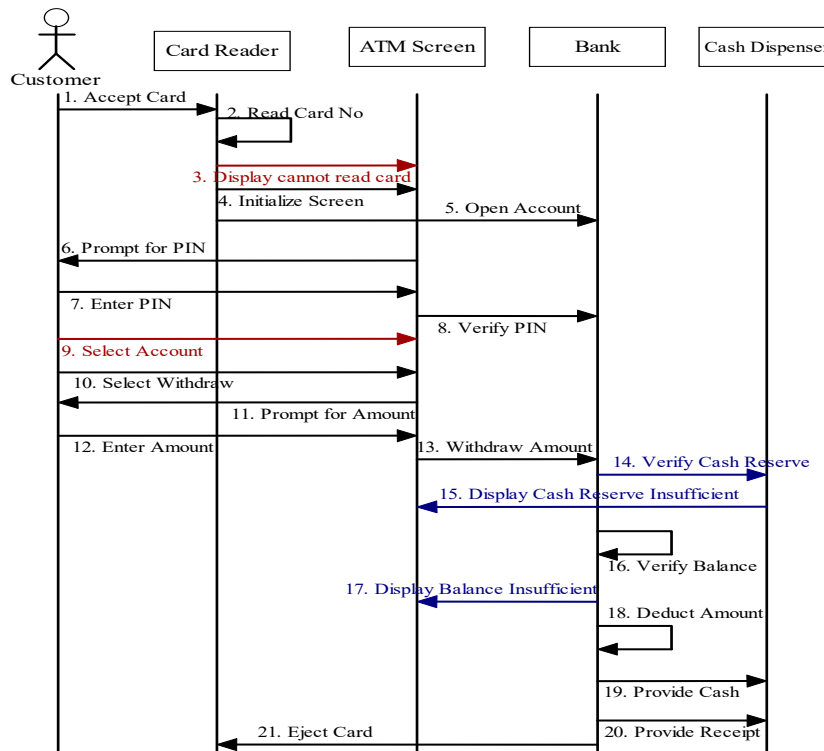 Customer
Card Reader
ATM Screen
Bank
Cash Dispenser
1. Accept Card
2. Read Card No
3. Display cannot read card
4. Initialize Screen
5. Open Account
6. Prompt for PIN
7. Enter PIN
8. Verify PIN
9. Select Account
10. Select Withdraw
11. Prompt for Amount
12. Enter Amount
13. Withdraw Amount
14. Verify Cash Reserve
15. Display Cash Reserve Insufficient
16. Verify Balance
17. Display Balance Insufficient
18. Deduct Amount
19. Provide Cash
20. Provide Receipt
21. Eject Card